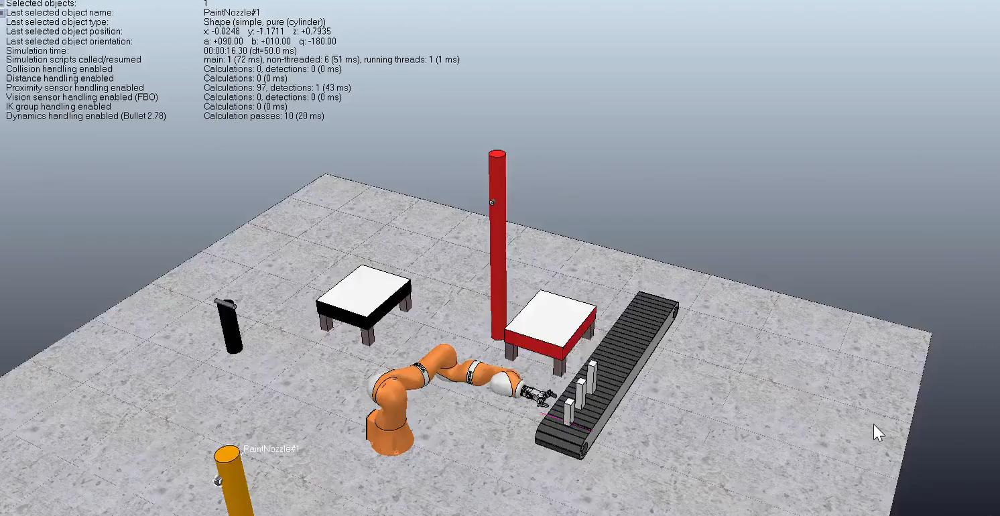 Selected objects: 1
Last selected object name: PaintNozzle#1
Last selected object type: Shape (simple, pure (cylinder))
Last selected object position: x: -0.0248 y: -1.1711 z: +0.7935
Last selected object orientation: a: +090.00 b: +010.00 q: -180.00
Simulation time: 00:00:16.30 (dt=50.0 ms)
Simulation scripts called/resumed main: 1 (72 ms), non-threaded: 6 (51 ms), running threads: 1 (1 ms)
Collision handling enabled Calculations: 0, detections: 0 (0 ms)
Distance handling enabled Calculations: 0 (0 ms)
Proximity sensor handling enabled Calculations: 97, detections: 1 (43 ms)
Vision sensor handling enabled (FBO) Calculations: 0, detections: 0 (0 ms)
IK group handling enabled Calculations: 0 (0 ms)
Dynamics handling enabled (Bullet 2.78) Calculation passes: 10 (20 ms)
PaintNozzle#1